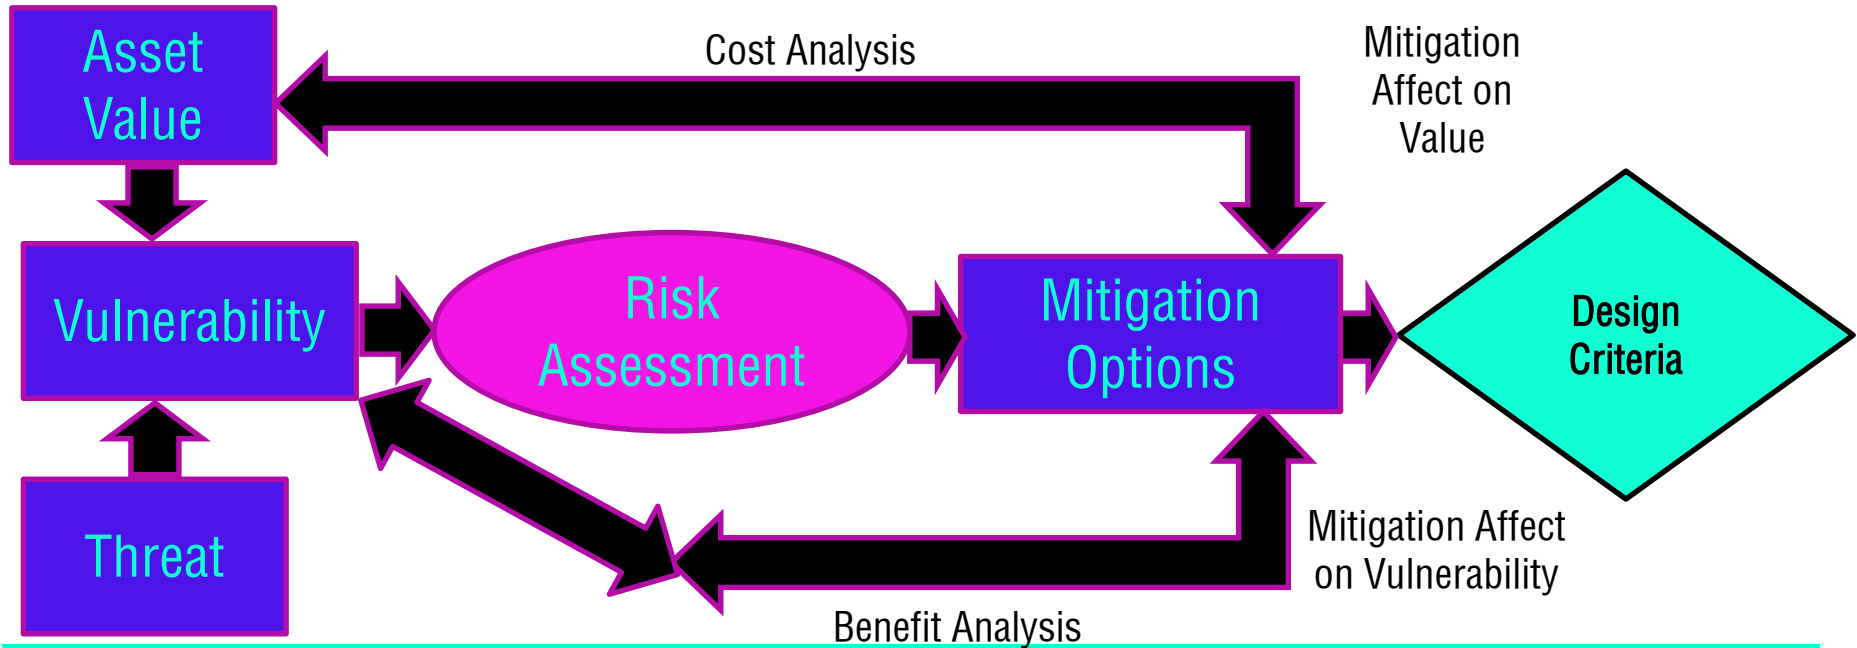 Asset
Value
Cost Analysis
Mitigation
Affect on
Value
Vulnerability
Risk
Assessment
Mitigation
Options
Design
Criteria
Threat
Mitigation Affect
on Vulnerability
Benefit Analysis